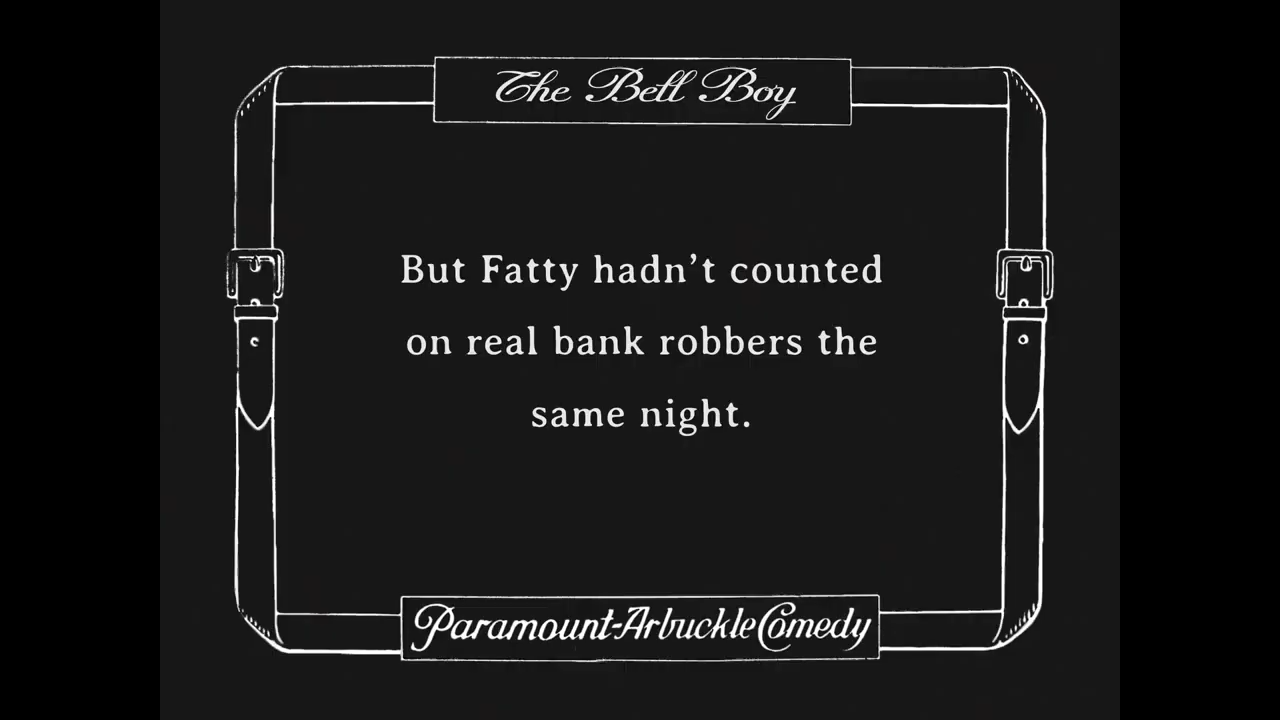 The Bell Boy
But Fatty hadn’t counted
on real bank robbers the
same night.
Paramount-Arbuckle Comedy